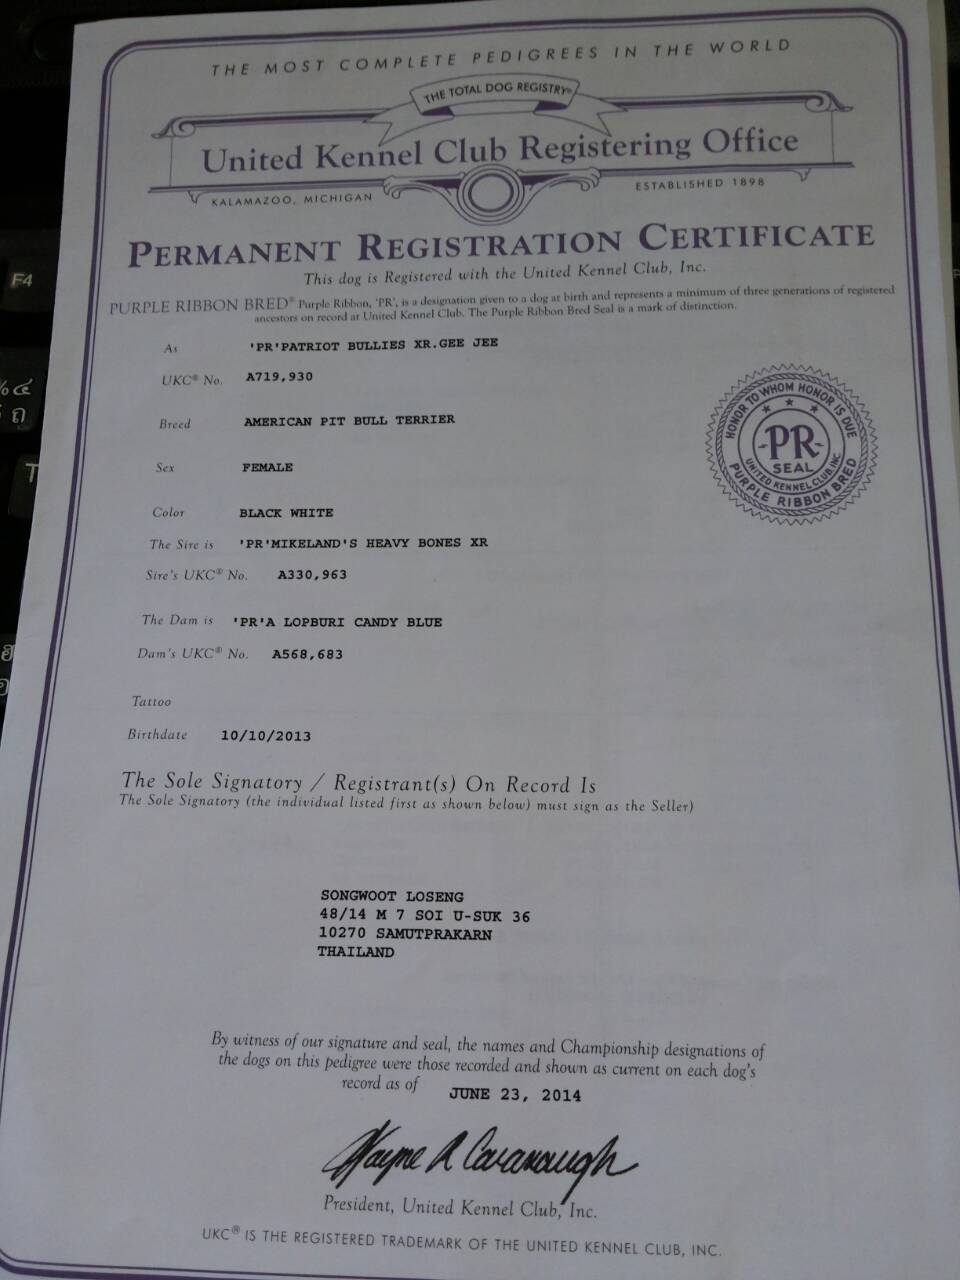 THE MOST COMPLETE PEDIGREES IN THE WORLD
THE TOTAL DOG REGISTRY®
United Kennel Club Registering Office
KALAMAZOO, MICHIGAN
ESTABLISHED 1898
PERMANENT REGISTRATION CERTIFICATE
This dog is Registered with the United Kennel Club, Inc.
PURPLE RIBBON BRED® Purple Ribbon, 'PR', is a designation given to a dog at birth and represents a minimum of three generations of registered
ancestors on record at United Kennel Club. The Purple Ribbon Bred Seal is a mark of distinction.
As 'PR'PATRIOT BULLIES XR.GEE JEE
UKC® No. A719,930
Breed AMERICAN PIT BULL TERRIER
Sex FEMALE
Color BLACK WHITE
The Sire is 'PR'MIKELAND'S HEAVY BONES XR
Sire's UKC® No. A330,963
The Dam is 'PR'A LOPBURI CANDY BLUE
Dam's UKC® No. A568,683
Tattoo
Birthdate 10/10/2013
HONOR TO WHOM HONOR IS DUE
-PR-
SEAL
UNITED KENNEL CLUB, INC.
PURPLE RIBBON BRED
The Sole Signatory / Registrant(s) On Record Is
The Sole Signatory (the individual listed first as shown below) must sign as the Seller)
SONGWOOT LOSENG
48/14 M 7 SOI U-SUK 36
10270 SAMUTPRAKARN
THAILAND
By witness of our signature and seal, the names and Championship designations of
the dogs on this pedigree were those recorded and shown as current on each dog's
record as of JUNE 23, 2014
Wayne R Cavanaugh
President, United Kennel Club, Inc.
UKC® IS THE REGISTERED TRADEMARK OF THE UNITED KENNEL CLUB, INC.
F4
ถ
T